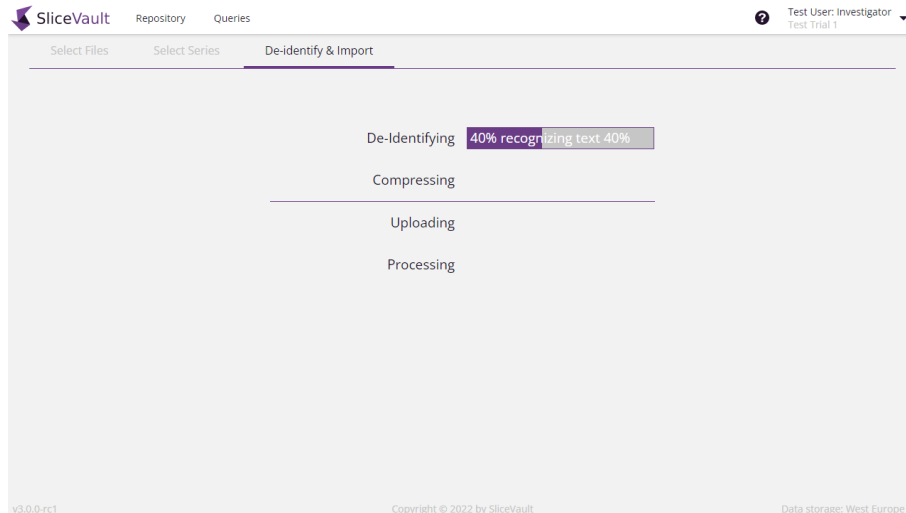 SliceVault Repository Queries Test User: Investigator
Test Trial 1
Select Files Select Series De-identify & Import
De-Identifying 40% recognizing text 40%
Compressing
Uploading
Processing
v3.0.0-rc1 Copyright © 2022 by SliceVault Data storage: West Europe